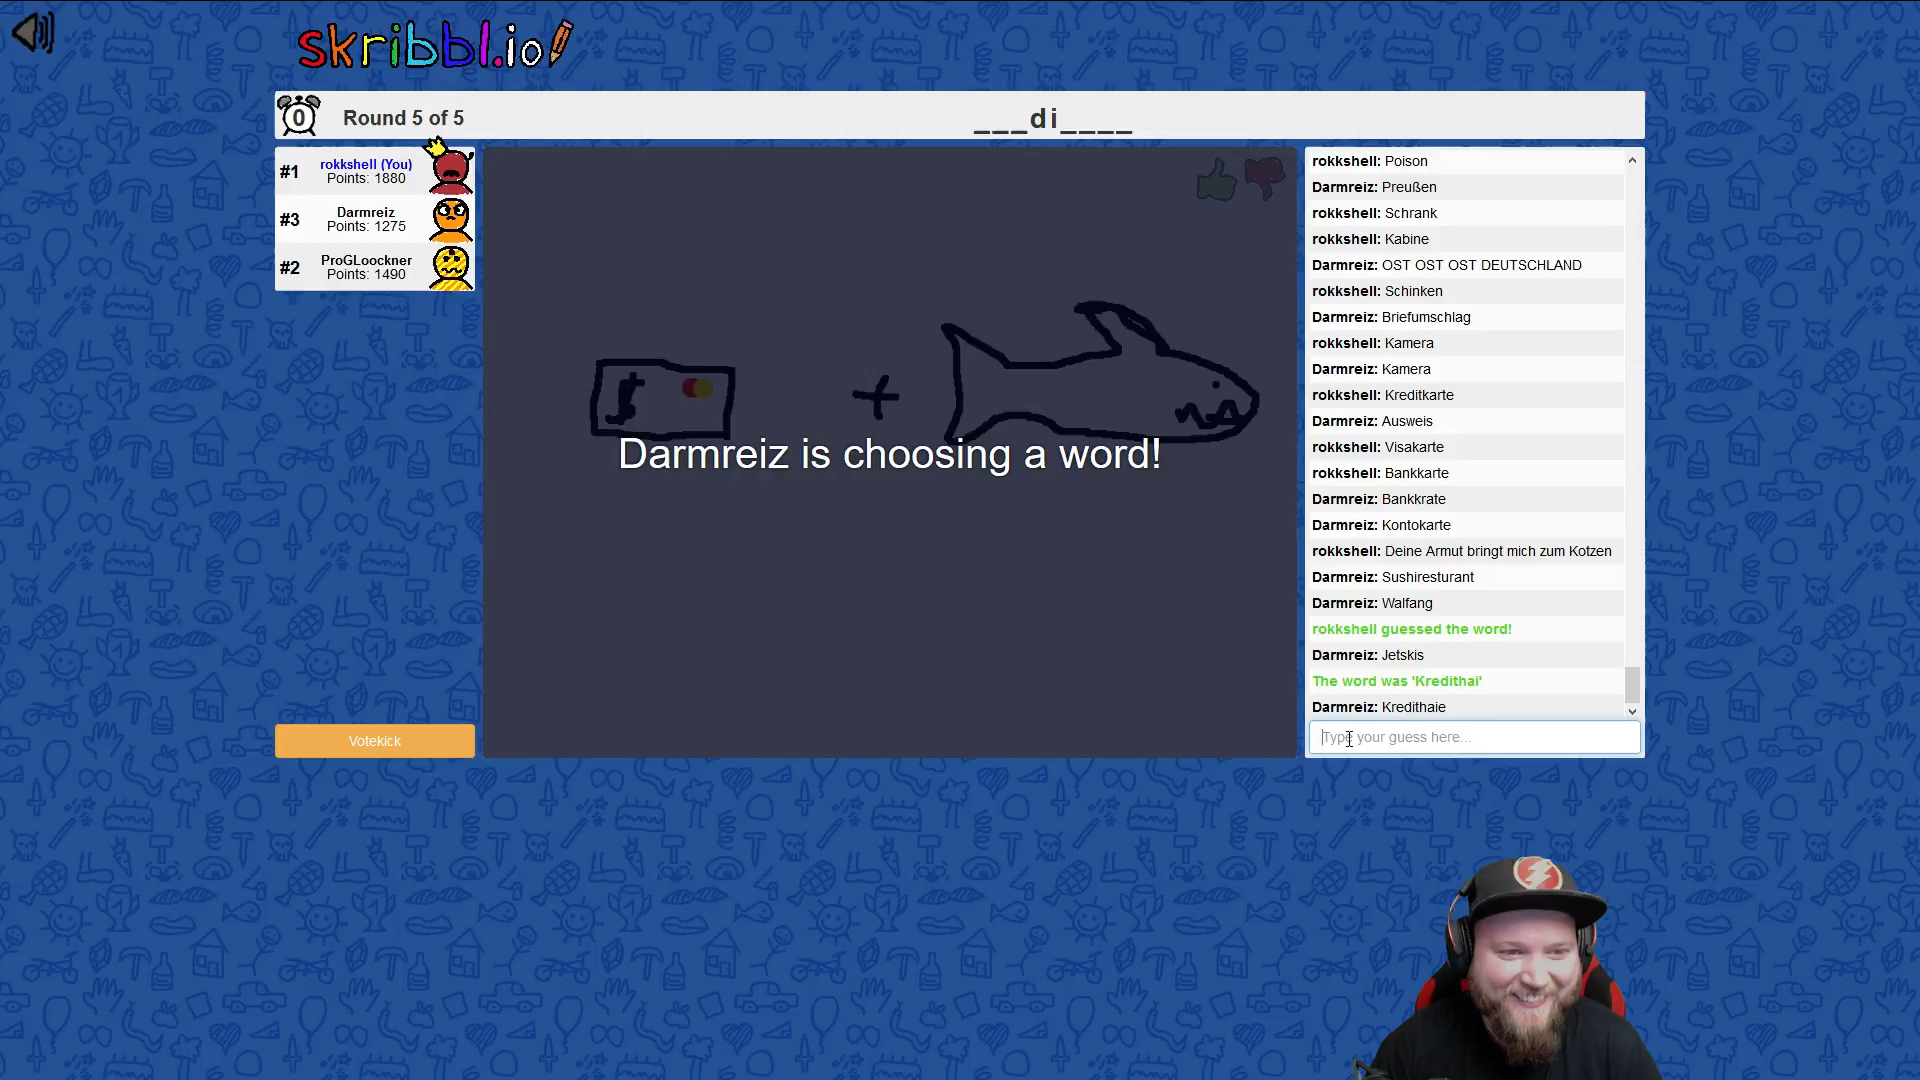 skribbl.io
0
Round 5 of 5
___di____
#1
rokkshell (You)
Points: 1880
#3
Darmreiz
Points: 1275
#2
ProGLoockner
Points: 1490
Votekick
+
Darmreiz is choosing a word!
rokkshell: Poison
Darmreiz: Preußen
rokkshell: Schrank
rokkshell: Kabine
Darmreiz: OST OST OST DEUTSCHLAND
rokkshell: Schinken
Darmreiz: Briefumschlag
rokkshell: Kamera
Darmreiz: Kamera
rokkshell: Kreditkarte
Darmreiz: Ausweis
rokkshell: Visakarte
rokkshell: Bankkarte
Darmreiz: Bankkrate
Darmreiz: Kontokarte
rokkshell: Deine Armut bringt mich zum Kotzen
Darmreiz: Sushiresturant
Darmreiz: Walfang
rokkshell guessed the word!
Darmreiz: Jetskis
The word was 'Kredithai'
Darmreiz: Kredithaie
Type your guess here...